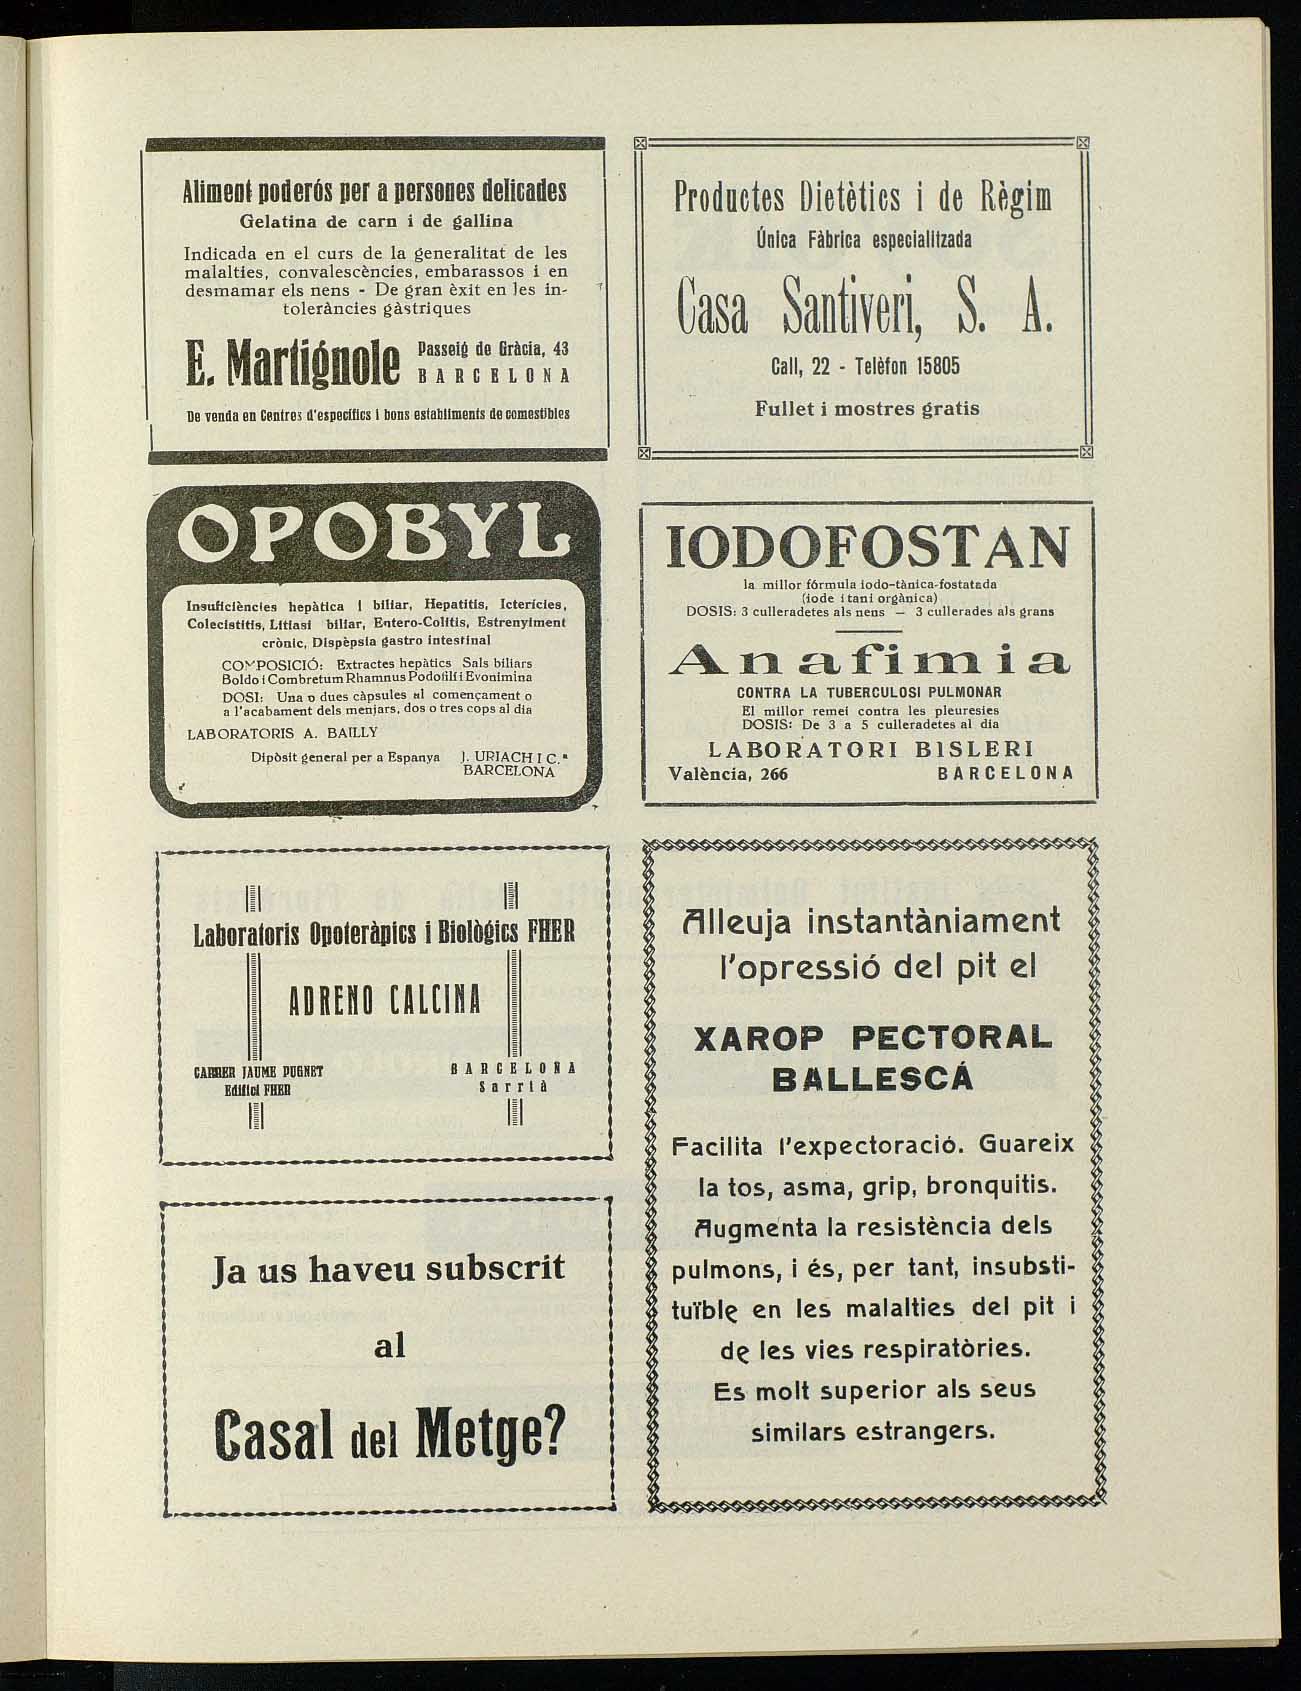 Aliment poderós per a persones delicades
Gelatina de carn i de gallina
Indicada en el curs de la generalitat de les
malalties, convalescències, embarassos i en
desmamar els nens - De gran èxit en les in-
toleràncies gàstriques
E. Martignole
Passeig de Gràcia, 43
BARCELONA
De venda en Centres d'específics i bons establiments de comestibles
Productes Dietètics i de Règim
Única Fàbrica especialitzada
Casa Santiveri, S. A.
Call, 22 - Telèfon 15805
Fullet i mostres gratis
OPOBYL
Insuficiències hepàtica i biliar, Hepatitis, Icterícies,
Colecistitis, Litiasi biliar, Entero-Colitis, Estrenyiment
crònic, Dispèpsia gastro intestinal
COMPOSICIÓ: Extractes hepàtics Sals biliars
Boldo i Combretum Rhamnus Podofilf i Evonimina
DOSI: Una o dues càpsules al començament o
a l'acabament dels menjars, dos o tres cops al dia
LABORATORIS A. BAILLY
Dipòsit general per a Espanya
J. URIACH I C.ª
BARCELONA
IODOFOSTAN
la millor fórmula iodo-tànica-fostatada
(iode i tani orgànica)
DOSIS: 3 culleradetes als nens — 3 cullerades als grans
Anafimia
CONTRA LA TUBERCULOSI PULMONAR
El millor remei contra les pleuresies
DOSIS: De 3 a 5 culleradetes al dia
LABORATORI BISLERI
València, 266
BARCELONA
Laboratoris Opoteràpics i Biològics FHER
ADRENO CALCINA
CARRER JAUME PUGNET
Edifici FHER
BARCELONA
Sarrià
Ja us haveu subscrit
al
Casal del Metge?
Alleuja instantàniament
l'opressió del pit el
XAROP PECTORAL
BALLESCÁ
Facilita l'expectoració. Guareix
la tos, asma, grip, bronquitis.
Augmenta la resistència dels
pulmons, i és, per tant, insubsti-
tuïble en les malalties del pit i
de les vies respiratòries.
Es molt superior als seus
similars estrangers.